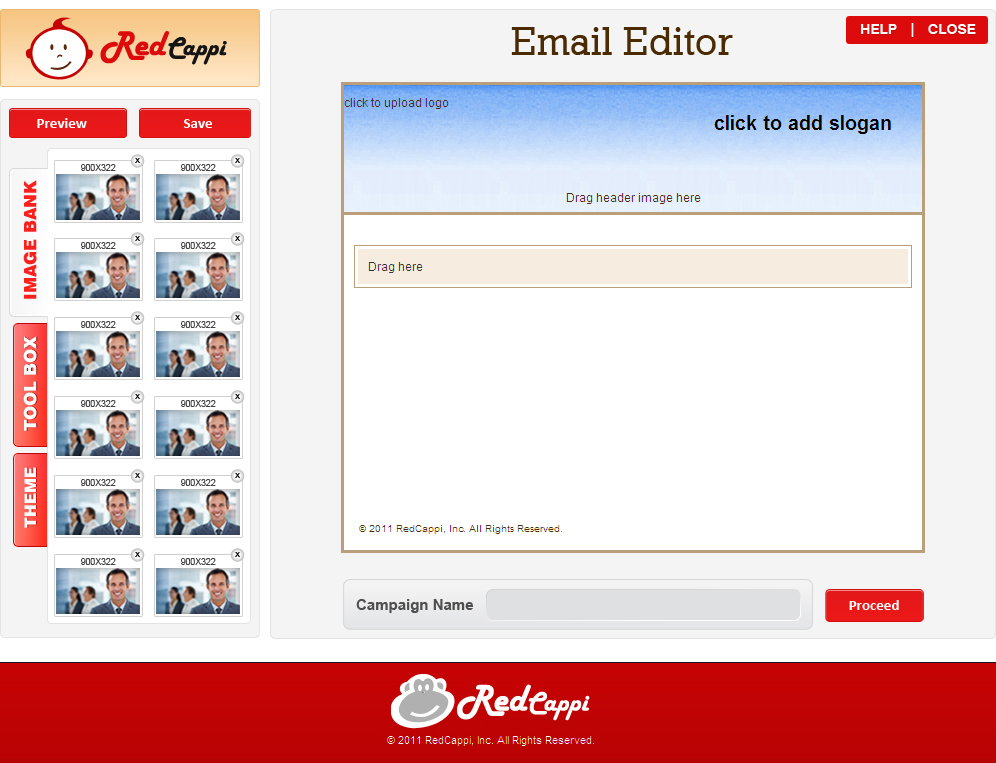 RedCappi
Email Editor
HELP | CLOSE
Preview
Save
IMAGE BANK
TOOL BOX
THEME
900X322 x
900X322 x
900X322 x
900X322 x
900X322 x
900X322 x
900X322 x
900X322 x
900X322 x
900X322 x
900X322 x
900X322 x
click to upload logo
click to add slogan
Drag header image here
Drag here
© 2011 RedCappi, Inc. All Rights Reserved.
Campaign Name
Proceed
RedCappi
© 2011 RedCappi, Inc. All Rights Reserved.